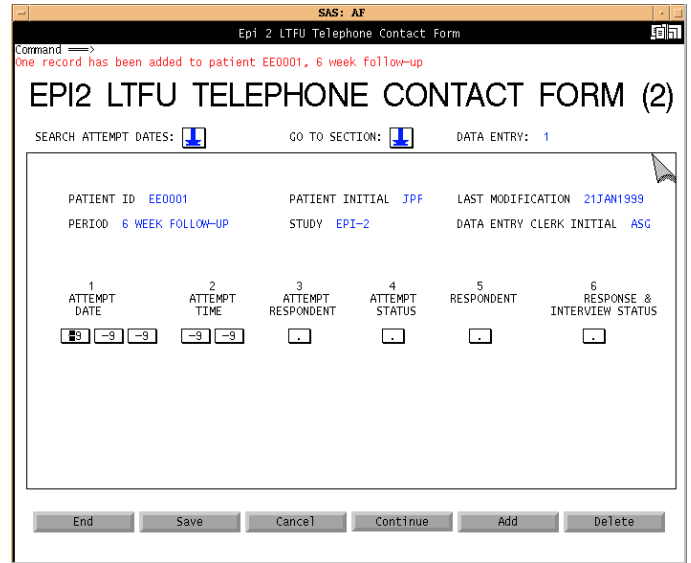 SAS: AF
Epi 2 LTFU Telephone Contact Form
Command ===>
One record has been added to patient EE0001, 6 week follow-up
EPI2 LTFU TELEPHONE CONTACT FORM (2)
SEARCH ATTEMPT DATES: GO TO SECTION: DATA ENTRY: 1
PATIENT ID EE0001 PATIENT INITIAL JPF LAST MODIFICATION 21JAN1999
PERIOD 6 WEEK FOLLOW-UP STUDY EPI-2 DATA ENTRY CLERK INITIAL ASG
1 2 3 4 5 6
ATTEMPT ATTEMPT ATTEMPT ATTEMPT RESPONDENT RESPONSE &
DATE TIME RESPONDENT STATUS INTERVIEW STATUS
9 -9 -9 -9 -9 . . . .
End Save Cancel Continue Add Delete